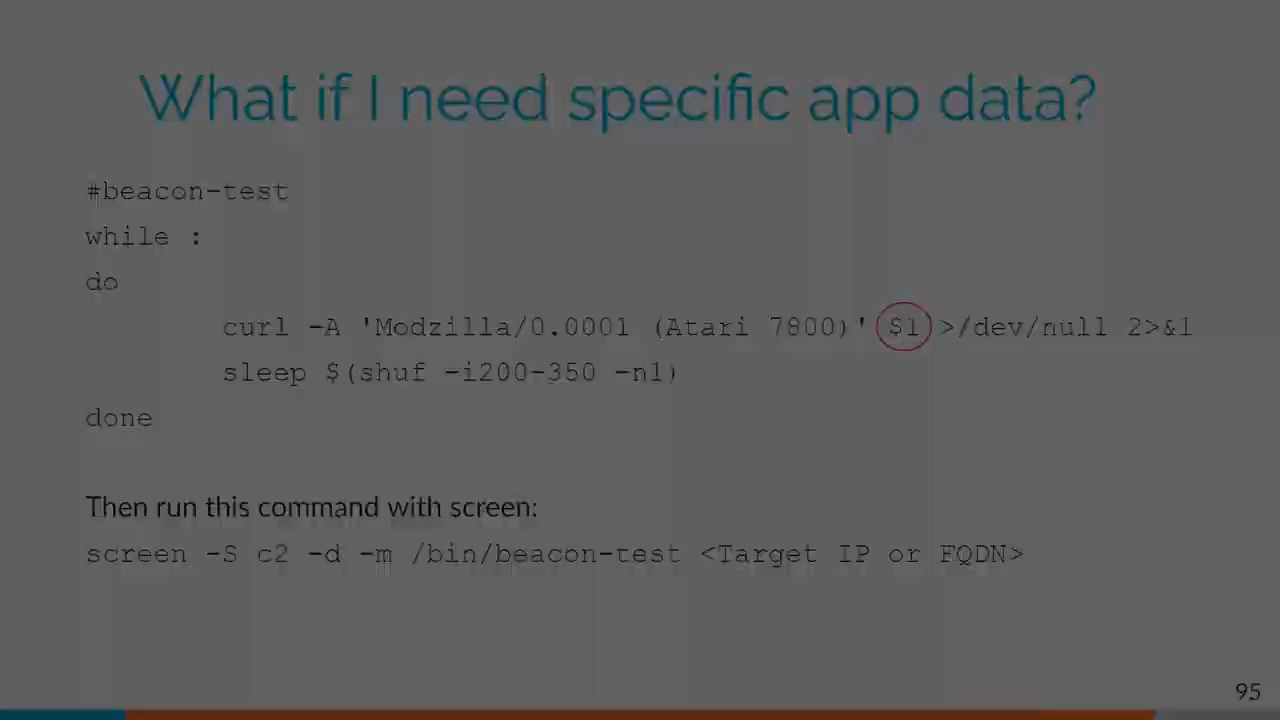 What if I need specific app data?
#beacon-test
while :
do
curl -A 'Modzilla/0.0001 (Atari 7800)' $1 >/dev/null 2>&1
sleep $(shuf -i200-350 -n1)
done
Then run this command with screen:
screen -S c2 -d -m /bin/beacon-test <Target IP or FQDN>
95